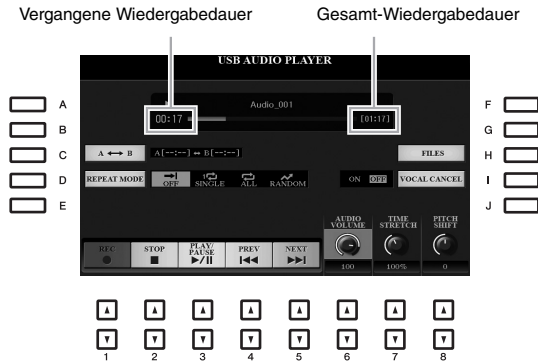 Vergangene Wiedergabedauer Gesamt-Wiedergabedauer
USB AUDIO PLAYER
Audio_001
00:17 [01:17]
A
B
C
D
E
F
G
H
I
J
A ↔ B A[--:--] ↔ B[--:--] FILES
REPEAT MODE OFF SINGLE ALL RANDOM ON OFF VOCAL CANCEL
AUDIO VOLUME TIME STRETCH PITCH SHIFT
100 100% 0
REC STOP PLAY/PAUSE PREV NEXT
1 2 3 4 5 6 7 8